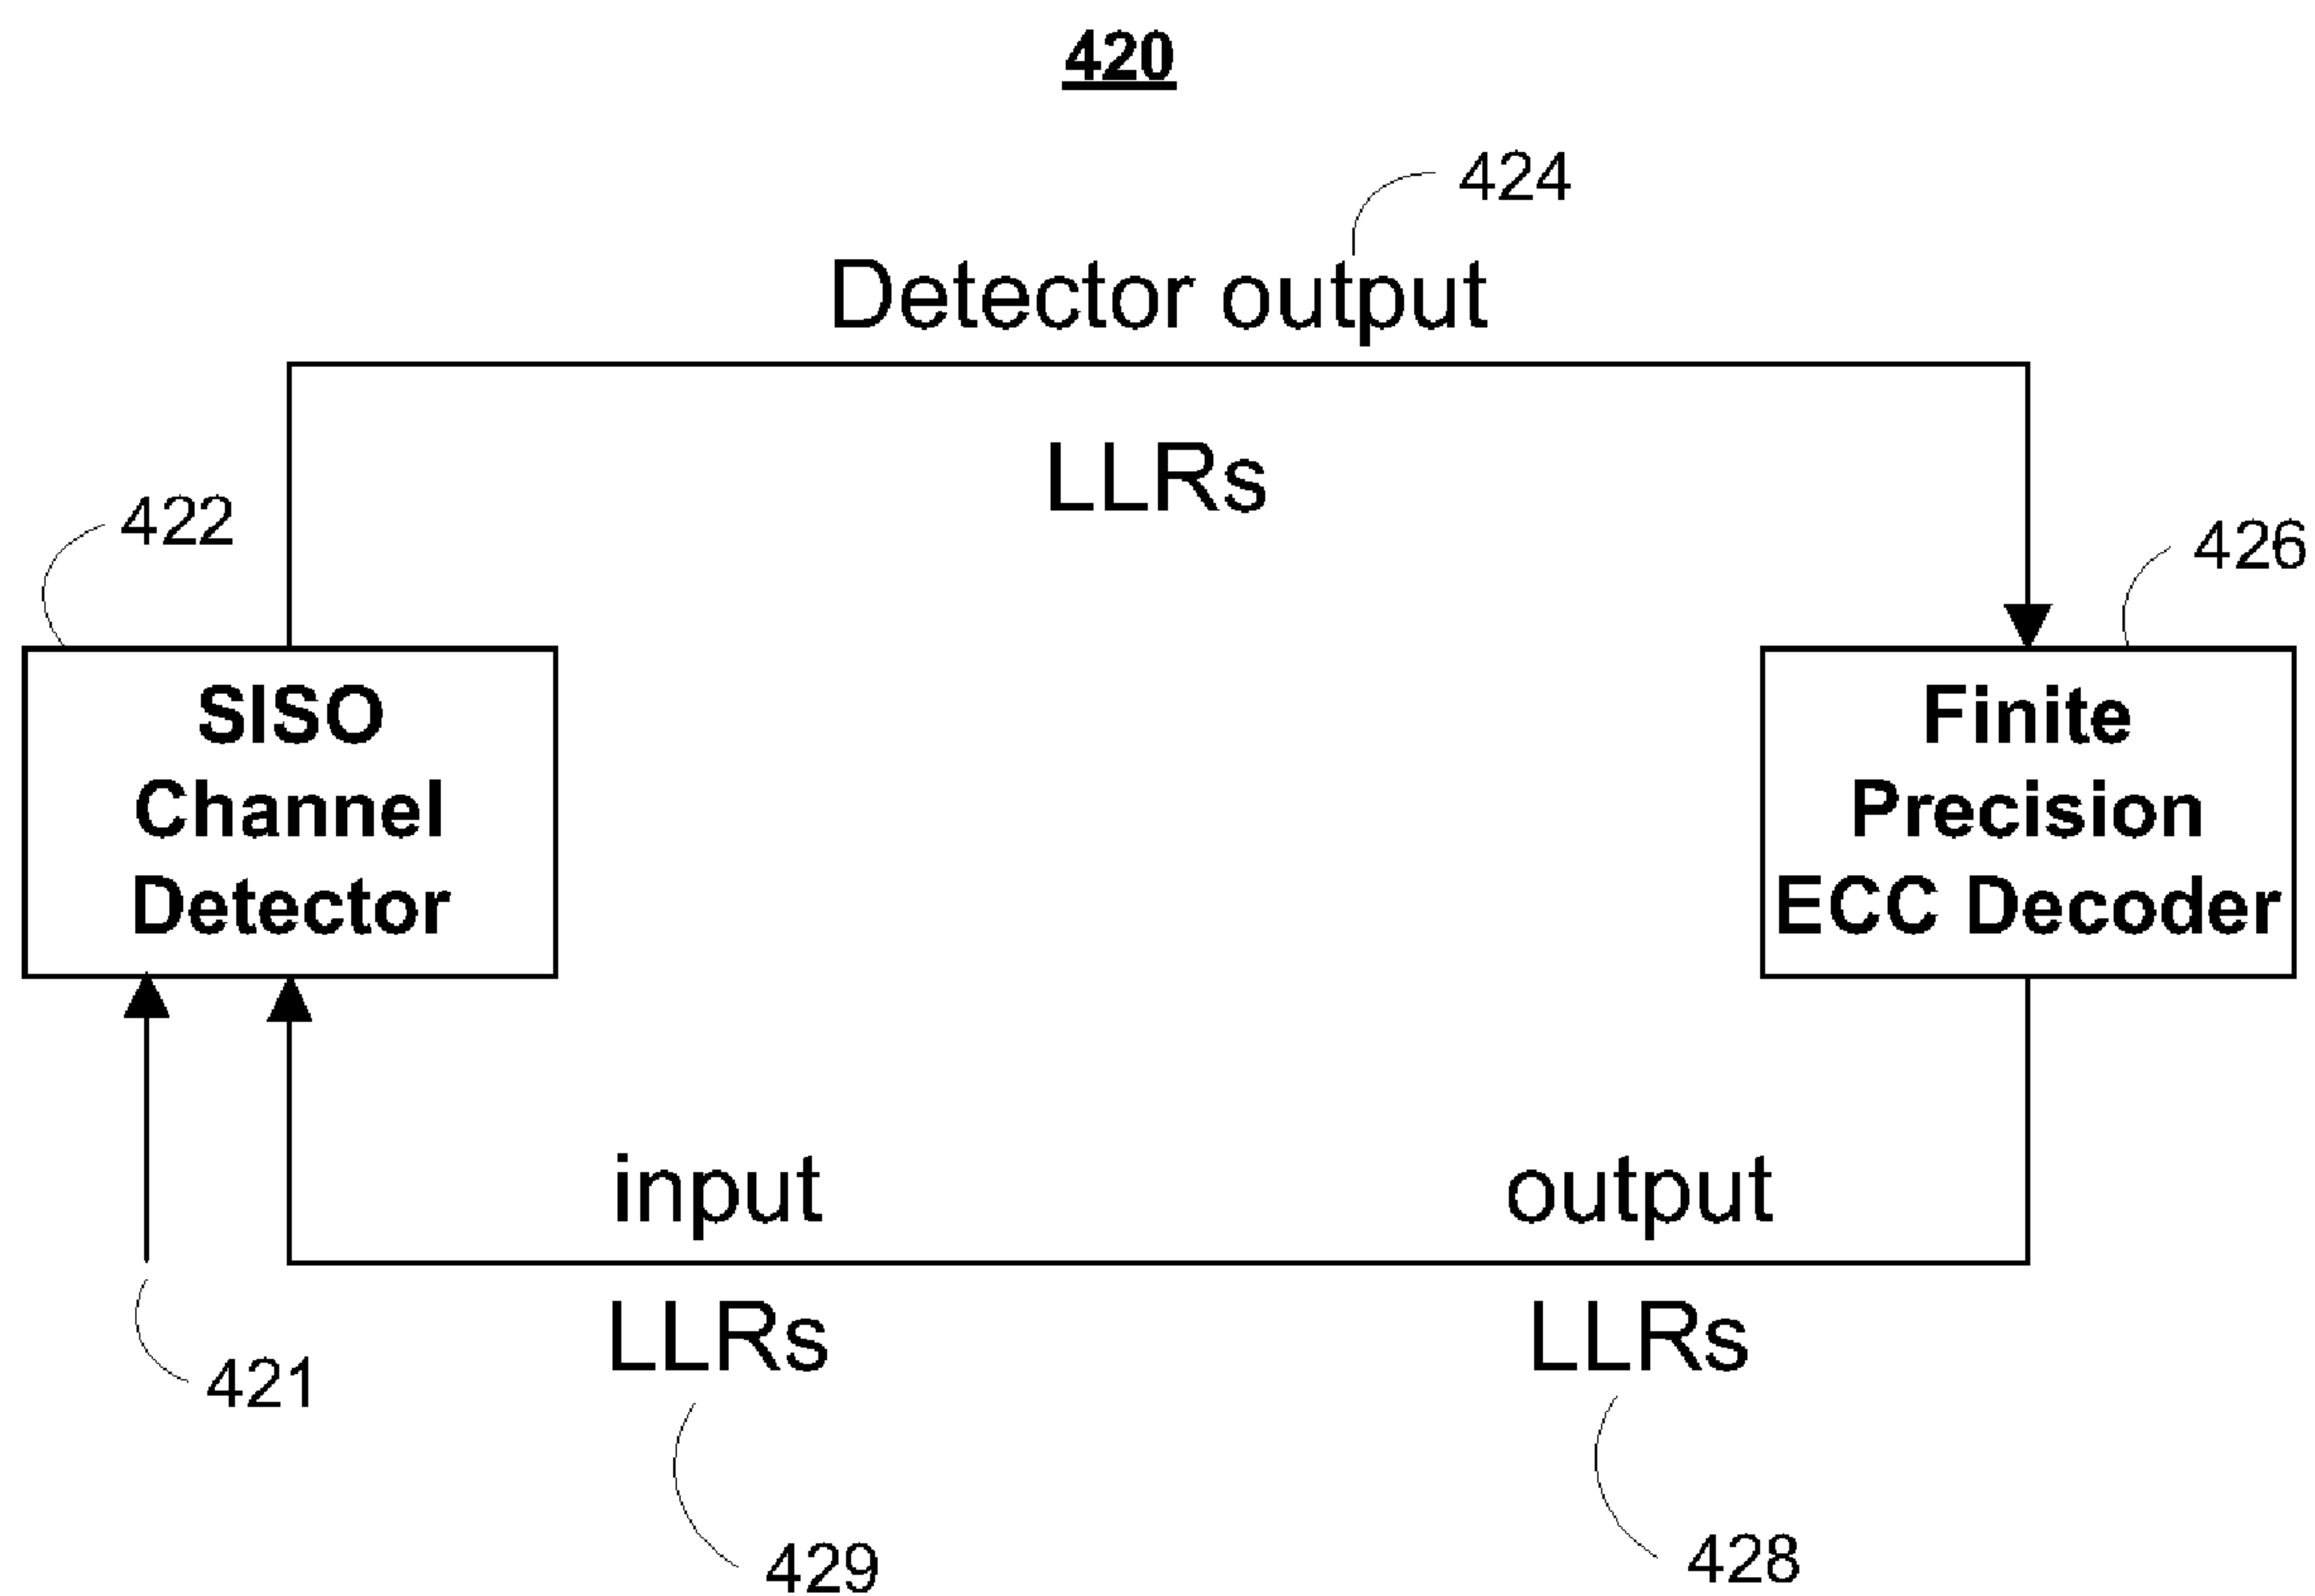 420
424
Detector output
LLRs
422
426
SISO
Channel
Detector
Finite
Precision
ECC Decoder
input
output
LLRs
LLRs
421
429
428